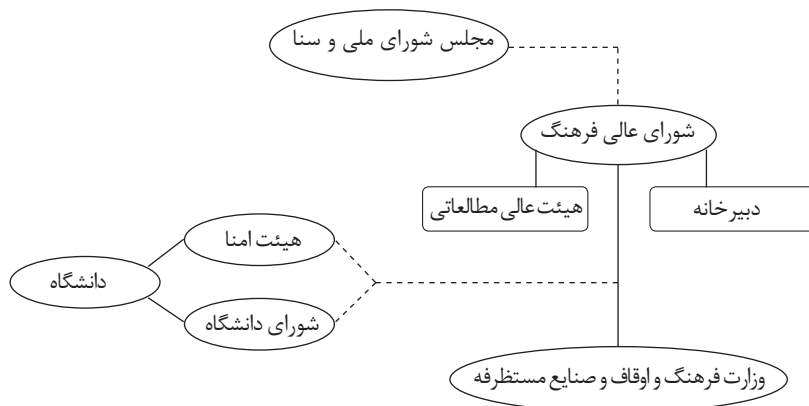 مجلس شورای ملی و سنا
شورای عالی فرهنگ
دبیرخانه
هیئت عالی مطالعاتی
هیئت امنا
دانشگاه
شورای دانشگاه
وزارت فرهنگ و اوقاف و صنایع مستظرفه